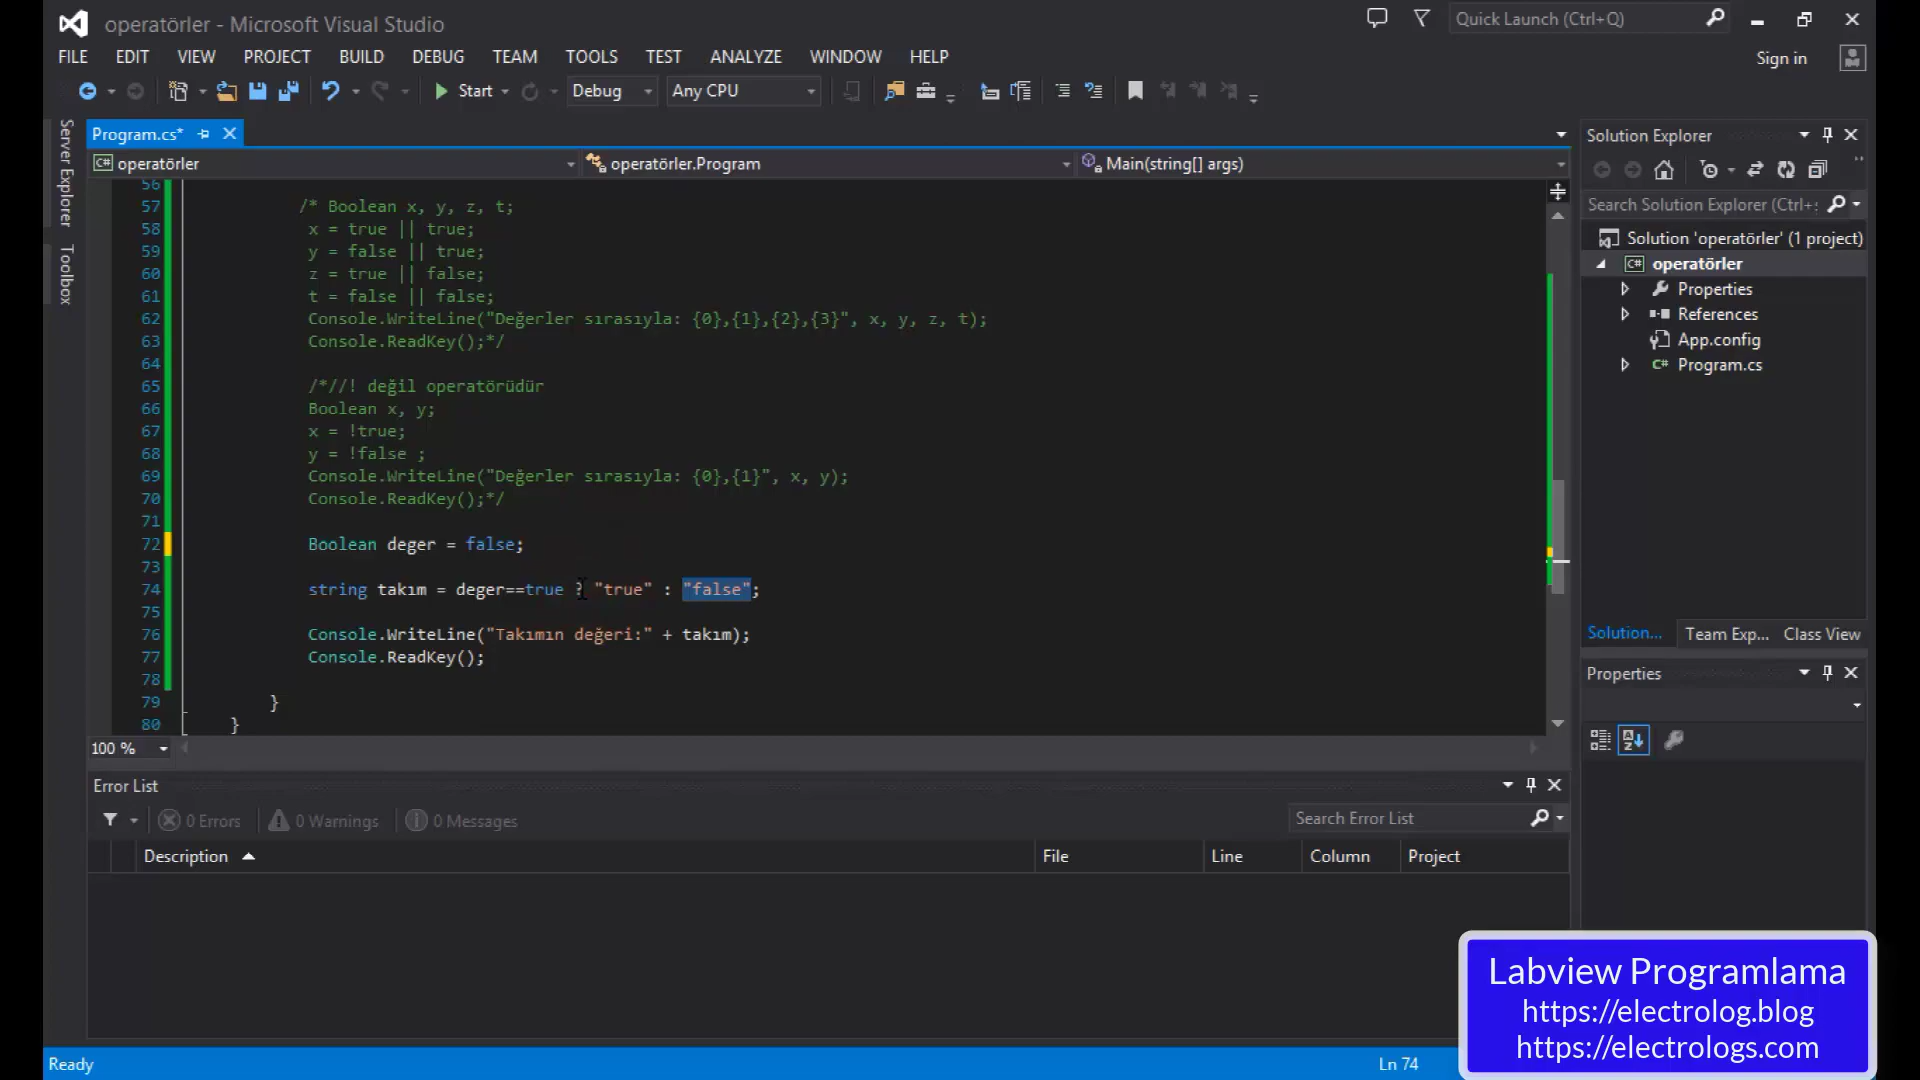 operatörler - Microsoft Visual Studio
Quick Launch (Ctrl+Q)
FILE EDIT VIEW PROJECT BUILD DEBUG TEAM TOOLS TEST ANALYZE WINDOW HELP
Sign in
Start Debug Any CPU
Server Explorer
Toolbox
Program.cs*
operatörler operatörler.Program Main(string[] args)
56
57 /* Boolean x, y, z, t;
58 x = true || true;
59 y = false || true;
60 z = true || false;
61 t = false || false;
62 Console.WriteLine("Değerler sırasıyla: {0},{1},{2},{3}", x, y, z, t);
63 Console.ReadKey();*/
64
65 /*//! değil operatörüdür
66 Boolean x, y;
67 x = !true;
68 y = !false ;
69 Console.WriteLine("Değerler sırasıyla: {0},{1}", x, y);
70 Console.ReadKey();*/
71
72 Boolean deger = false;
73
74 string takım = deger==true ? "true" : "false";
75
76 Console.WriteLine("Takımın değeri:" + takım);
77 Console.ReadKey();
78
79 }
80 }
100 %
Solution Explorer
Search Solution Explorer (Ctrl+;
Solution 'operatörler' (1 project)
C# operatörler
Properties
References
App.config
C# Program.cs
Solution... Team Exp... Class View
Properties
Error List
0 Errors 0 Warnings 0 Messages
Search Error List
Description File Line Column Project
Ready
Ln 74
Labview Programlama
https://electrolog.blog
https://electrologs.com